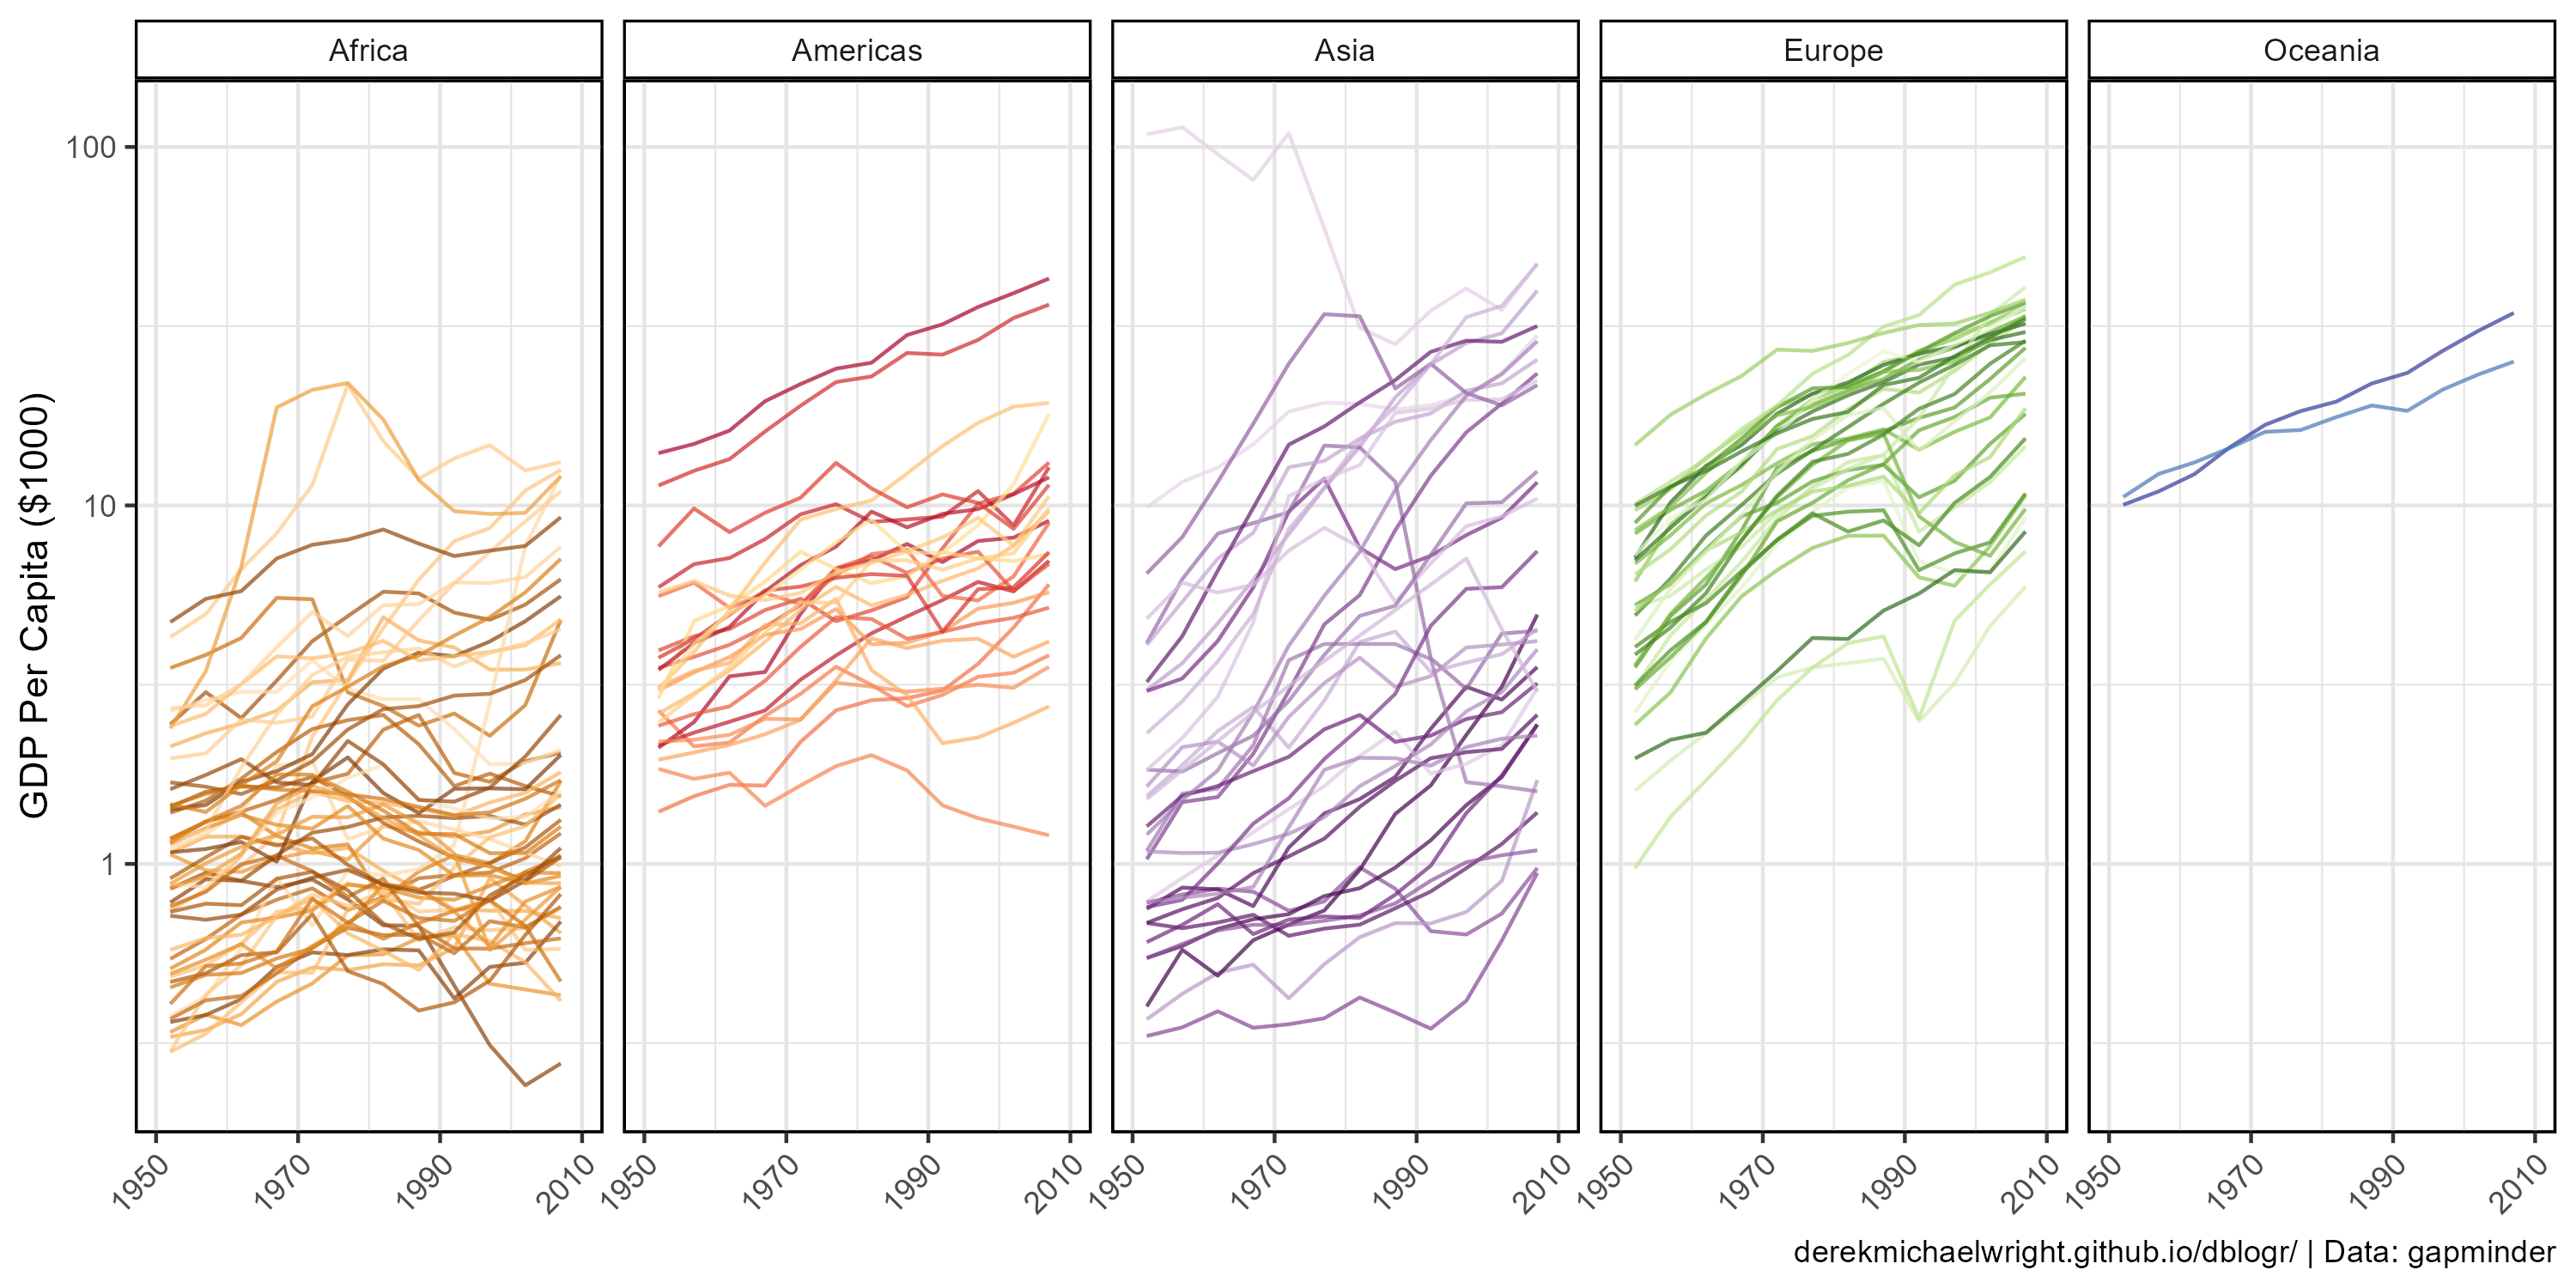 Africa Americas Asia Europe Oceania
GDP Per Capita ($1000)
100
10
1
1950 1970 1990 2010 1950 1970 1990 2010 1950 1970 1990 2010 1950 1970 1990 2010 1950 1970 1990 2010
derekmichaelwright.github.io/dblogr/ | Data: gapminder